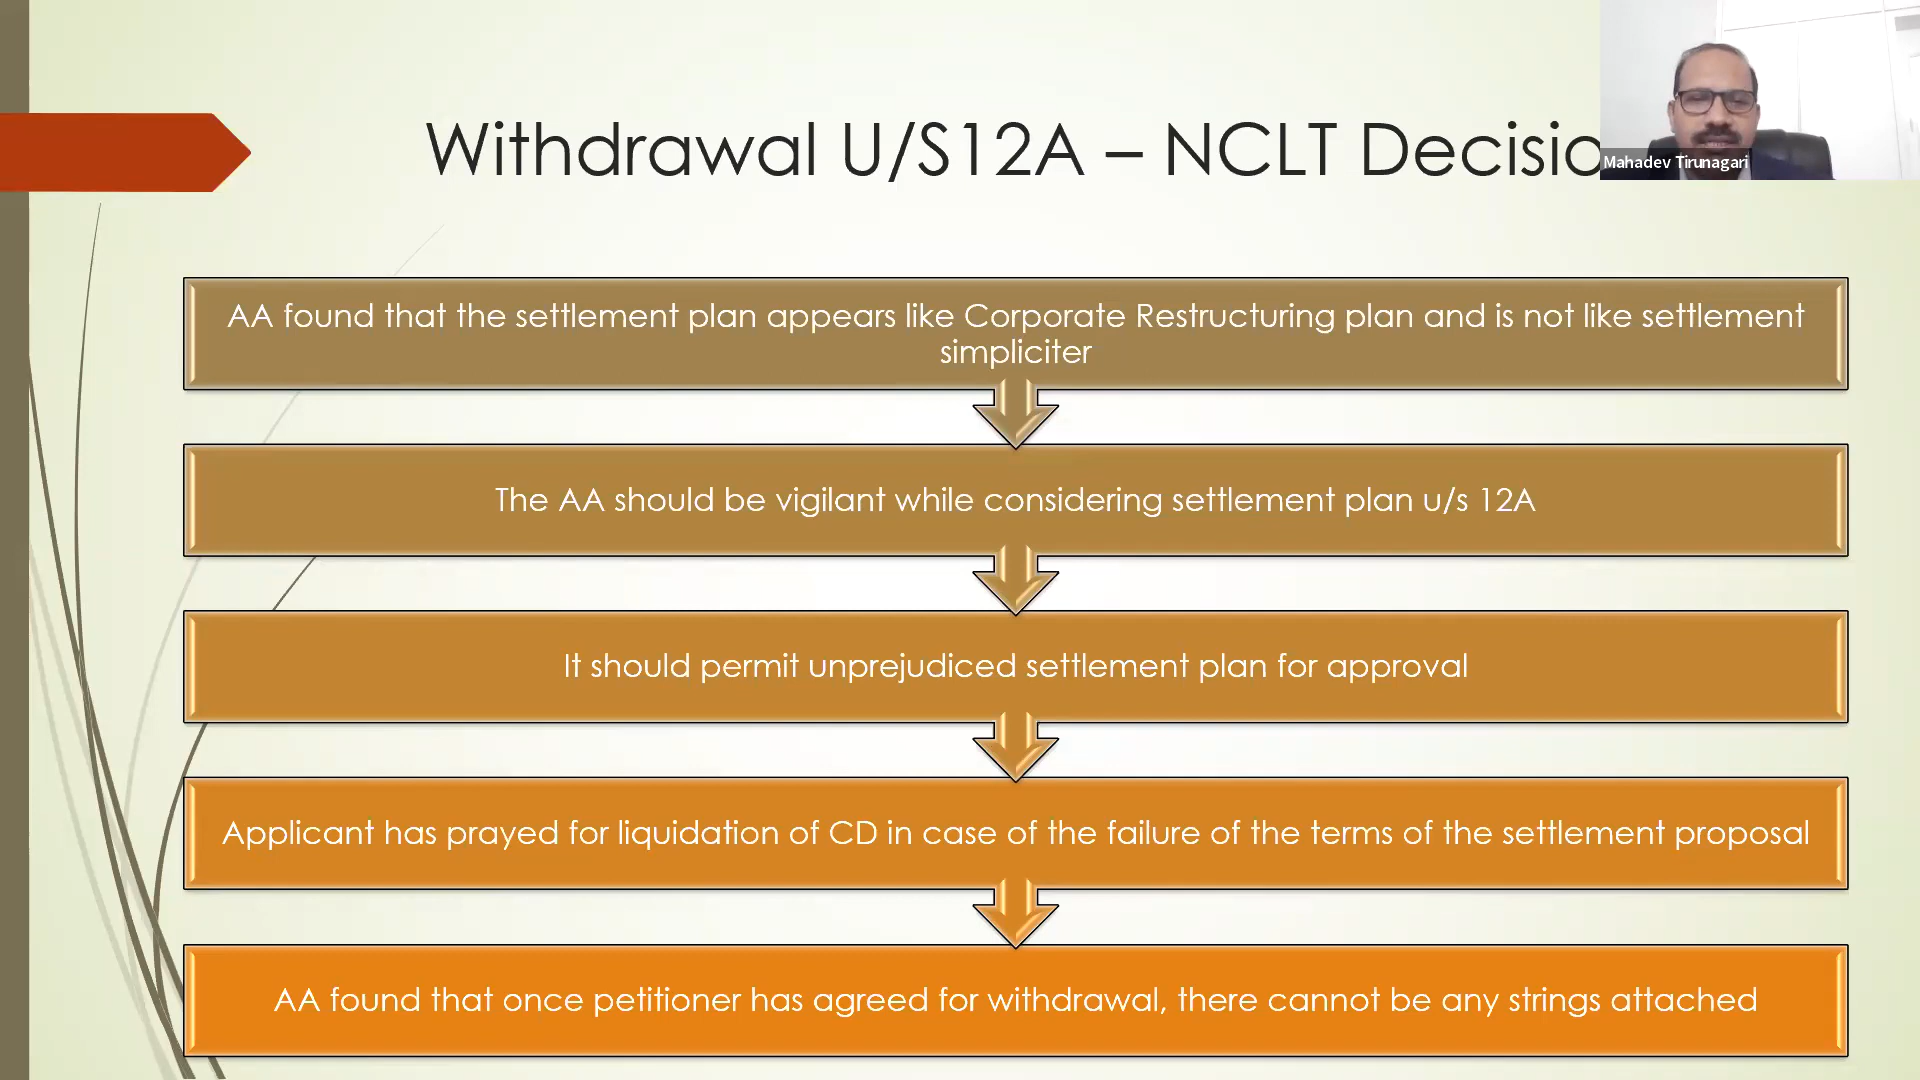 Withdrawal U/S12A – NCLT Decisio
Mahadev Tirunagari
AA found that the settlement plan appears like Corporate Restructuring plan and is not like settlement
simpliciter
The AA should be vigilant while considering settlement plan u/s 12A
It should permit unprejudiced settlement plan for approval
Applicant has prayed for liquidation of CD in case of the failure of the terms of the settlement proposal
AA found that once petitioner has agreed for withdrawal, there cannot be any strings attached